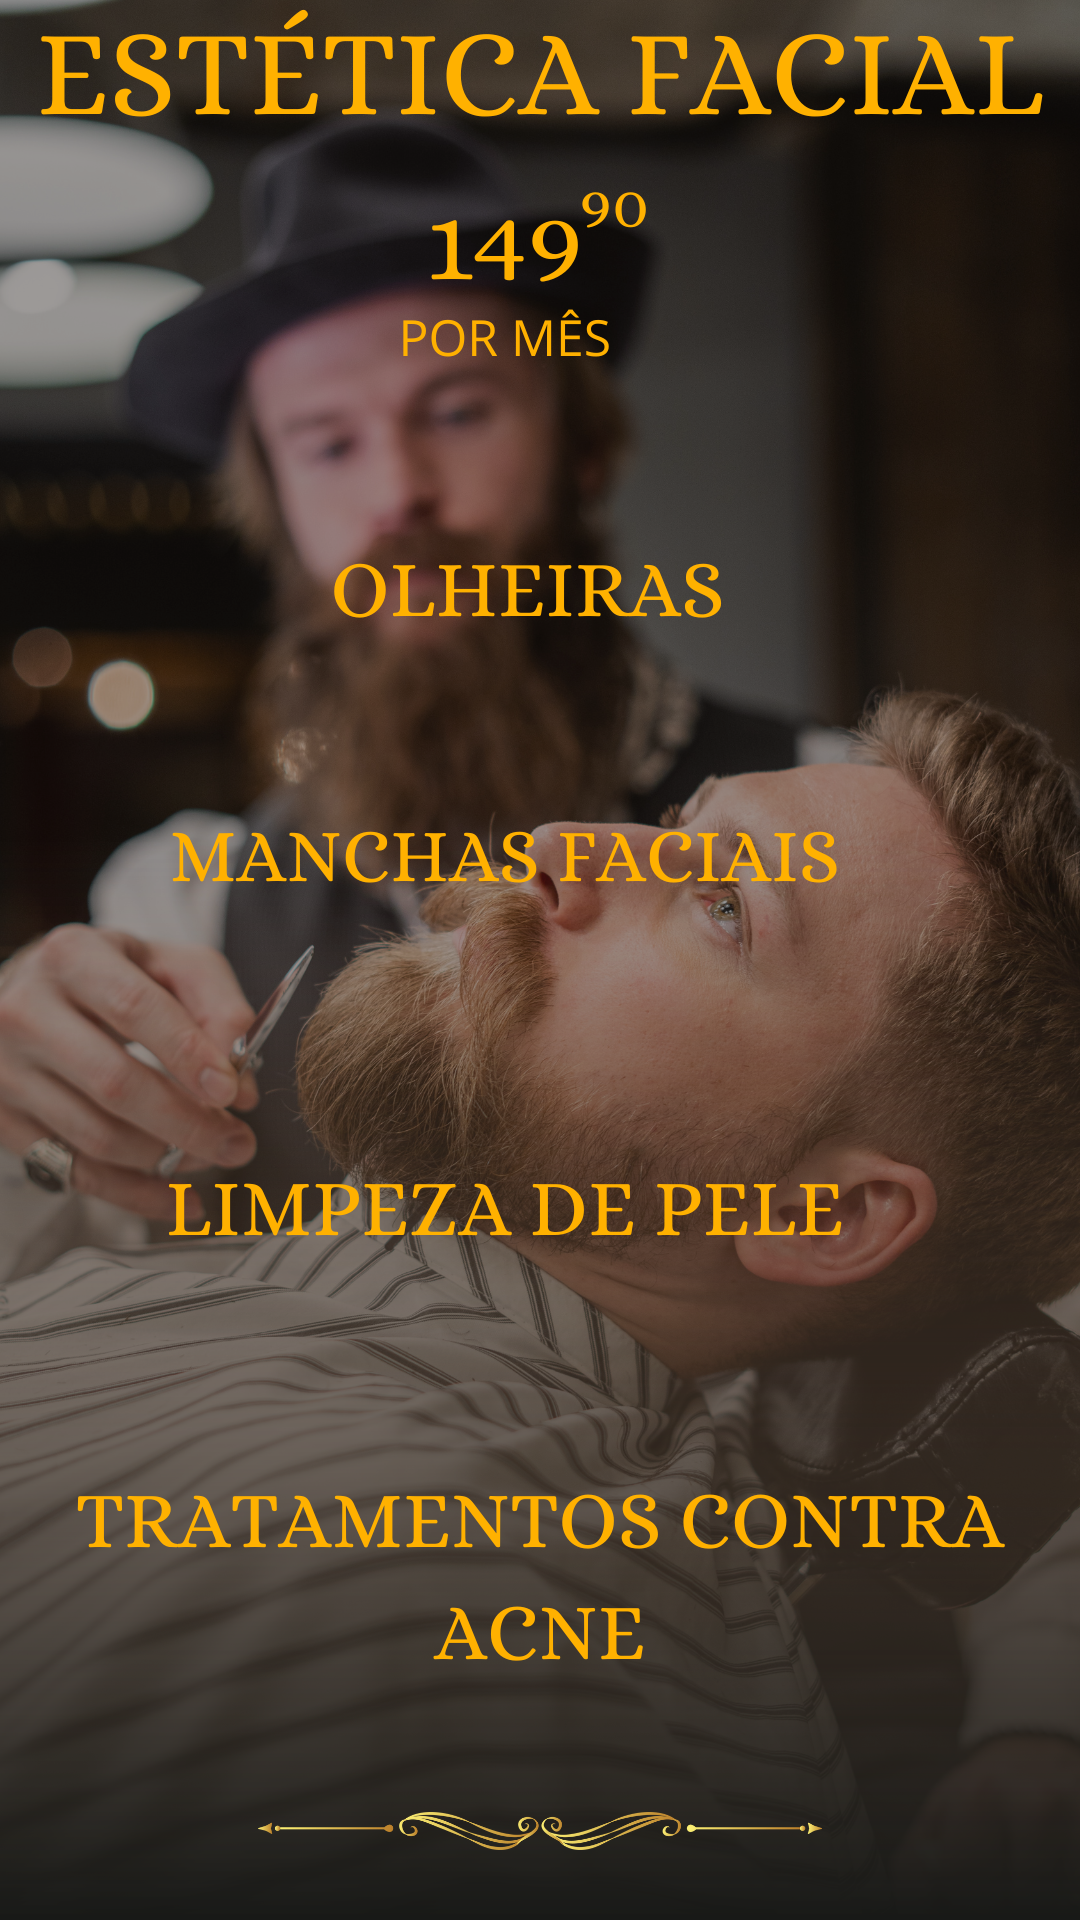 ESTÉTICA FACIAL
149⁹⁰
POR MÊS
OLHEIRAS
MANCHAS FACIAIS
LIMPEZA DE PELE
TRATAMENTOS CONTRA
ACNE